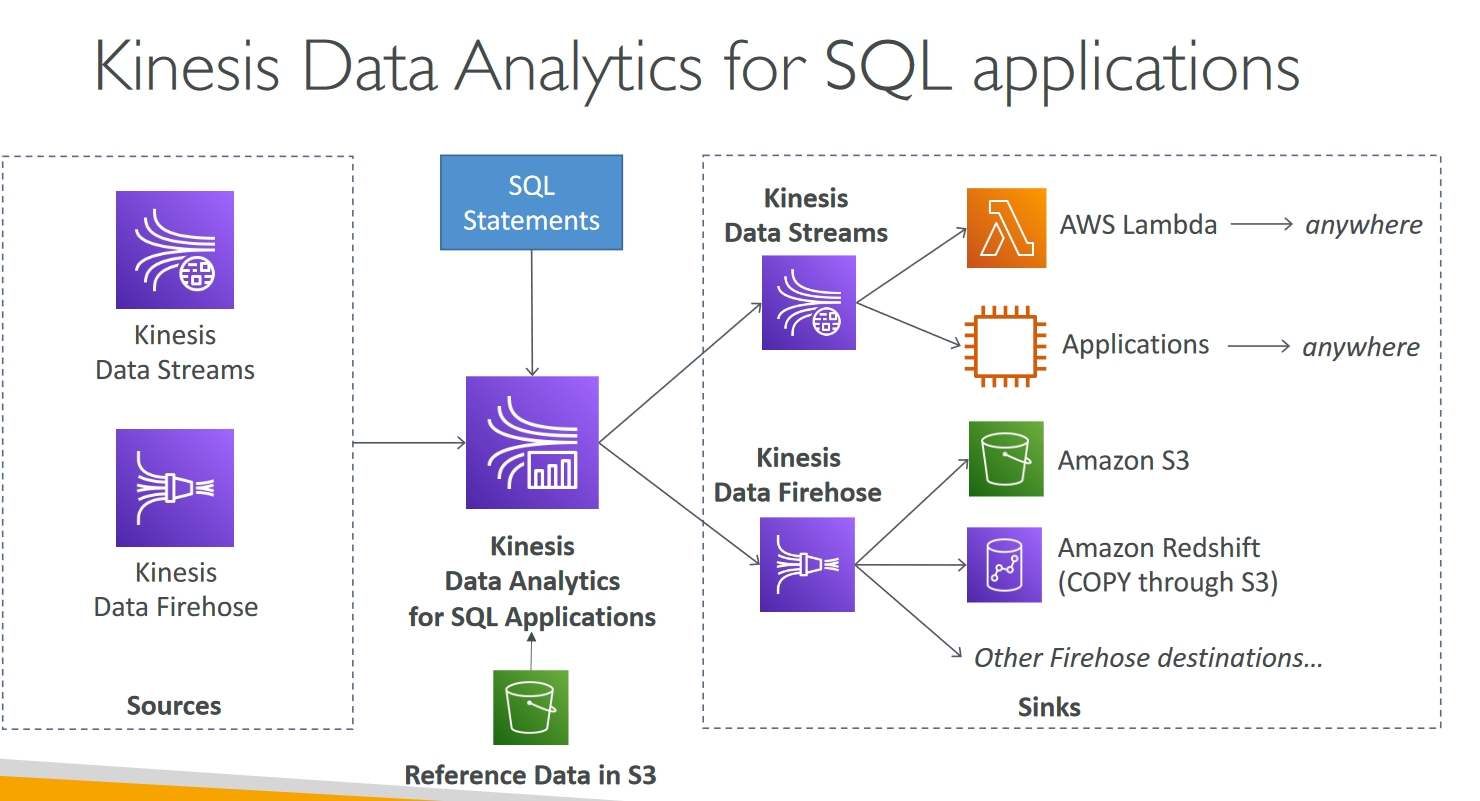 Kinesis Data Analytics for SQL applications
Kinesis
Data Streams
Kinesis
Data Firehose
Sources
SQL
Statements
Kinesis
Data Analytics
for SQL Applications
Reference Data in S3
Kinesis
Data Streams
AWS Lambda
anywhere
Applications
anywhere
Kinesis
Data Firehose
Amazon S3
Amazon Redshift
(COPY through S3)
Other Firehose destinations...
Sinks